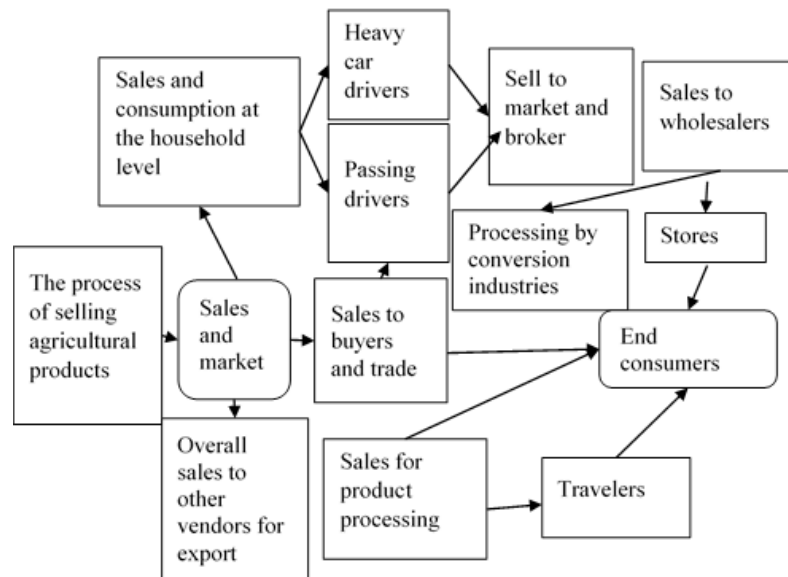 Heavy
car
drivers
Sales and
consumption at
the household
level
Sell to
market and
broker
Sales to
wholesalers
Passing
drivers
Processing by
conversion
industries
Stores
The process
of selling
agricultural
products
Sales
and
market
Sales to
buyers
and trade
End
consumers
Overall
sales to
other
vendors for
export
Sales for
product
processing
Travelers